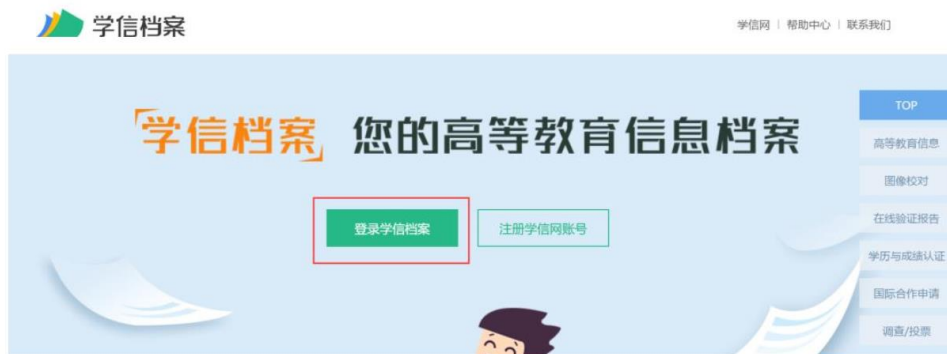 学信档案
学信网 | 帮助中心 | 联系我们
「学信档案」 您的高等教育信息档案
登录学信档案
注册学信网账号
TOP
高等教育信息
图像校对
在线验证报告
学历与成绩认证
国际合作申请
调查/投票